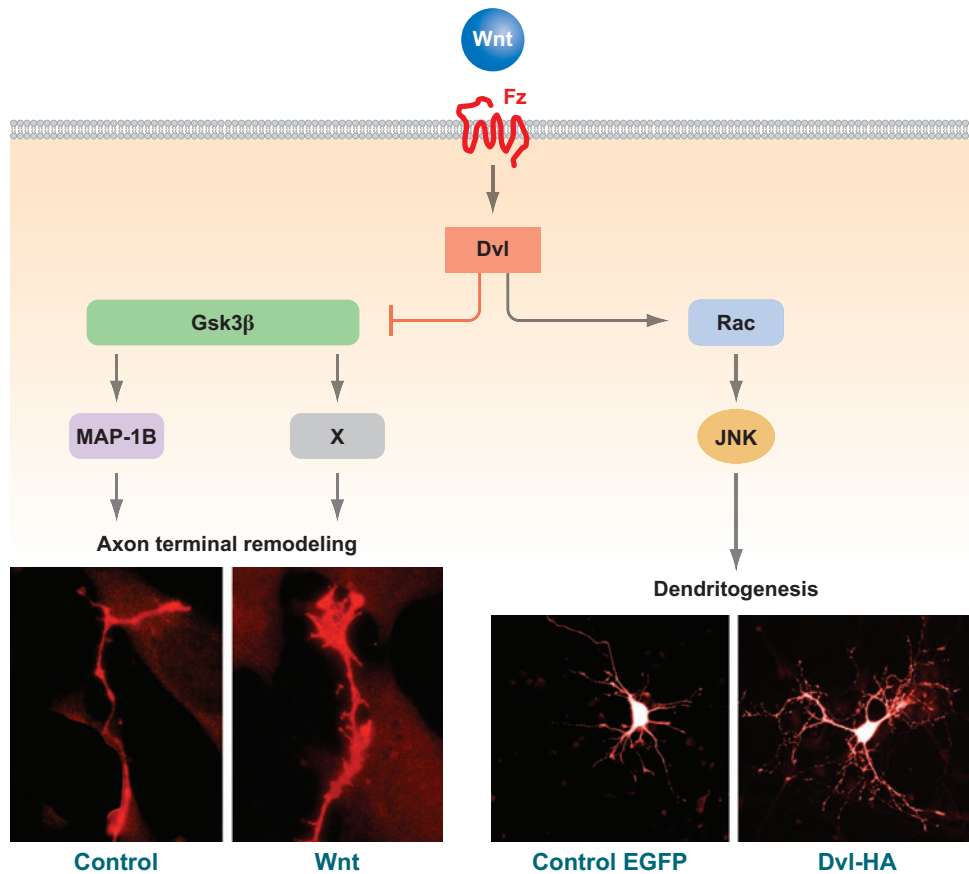 Wnt
Fz
Dvl
Gsk3β
Rac
MAP-1B
X
JNK
Axon terminal remodeling
Dendritogenesis
Control
Wnt
Control EGFP
Dvl-HA